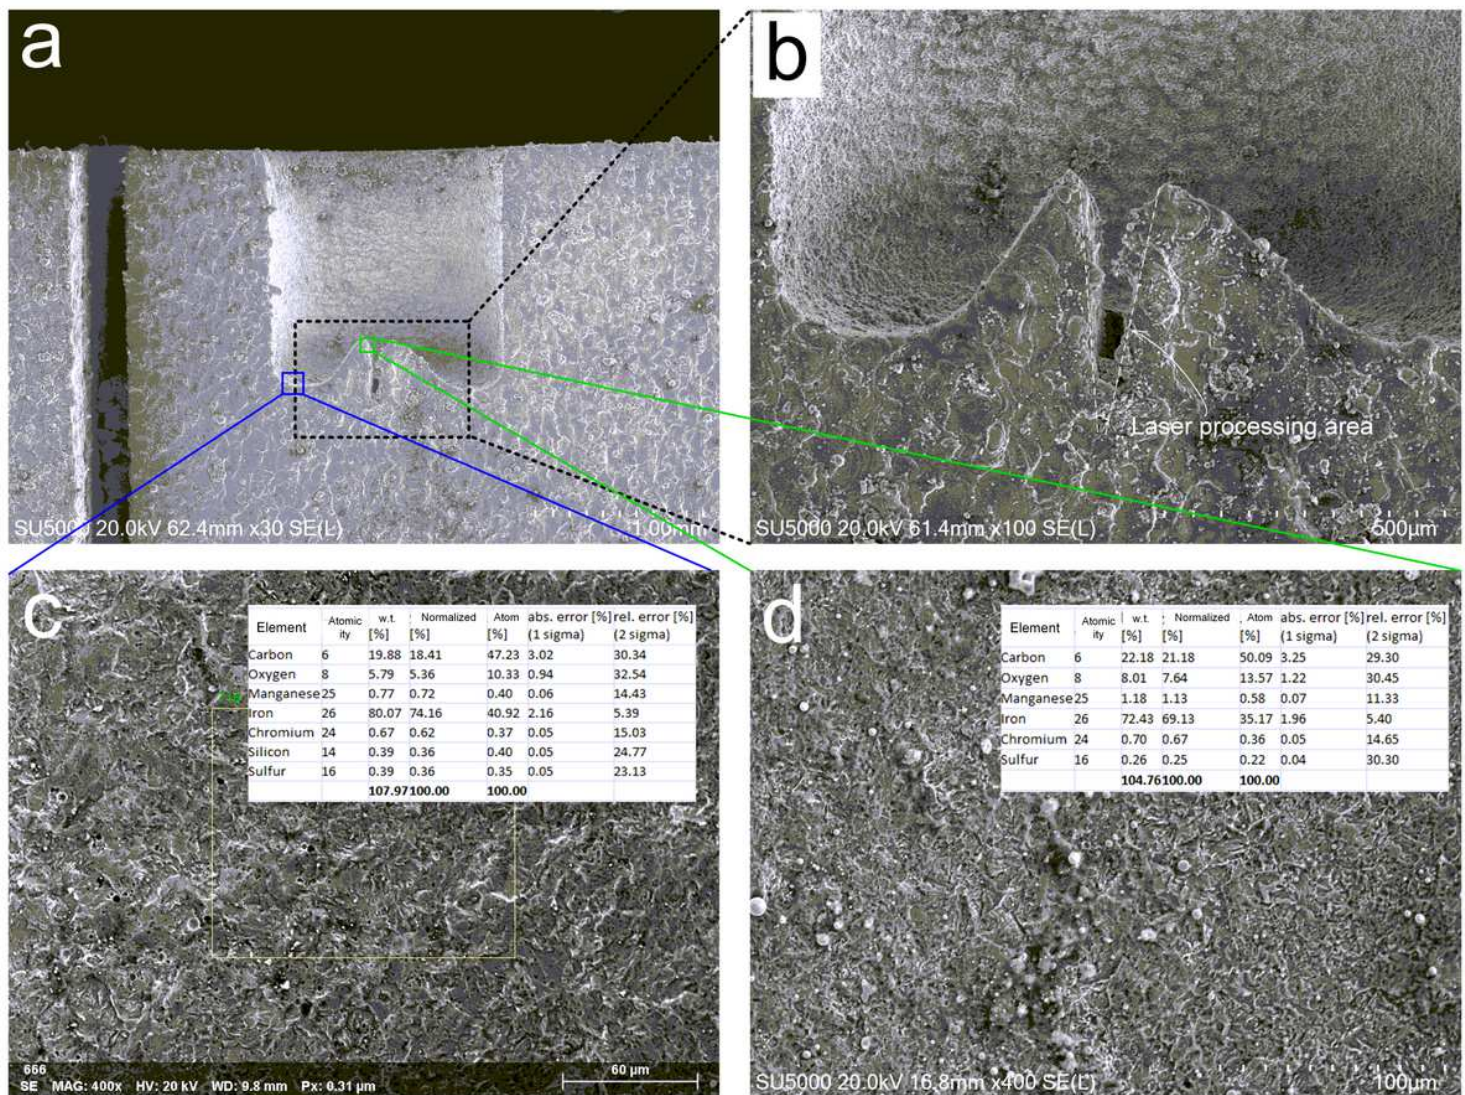 a
b
SU5000 20.0kV 62.4mm x30 SE(L)
1.00mm
Laser processing area
SU5000 20.0kV 61.4mm x100 SE(L)
500µm
c
Element Atomic ity w.t. [%] Normalized [%] Atom [%] abs. error [%] (1 sigma) rel. error [%] (2 sigma)
Carbon 6 19.88 18.41 47.23 3.02 30.34
Oxygen 8 5.79 5.36 10.33 0.94 32.54
Manganese 25 0.77 0.72 0.40 0.06 14.43
Iron 26 80.07 74.16 40.92 2.16 5.39
Chromium 24 0.67 0.62 0.37 0.05 15.03
Silicon 14 0.39 0.36 0.40 0.05 24.77
Sulfur 16 0.39 0.36 0.35 0.05 23.13
107.97 100.00 100.00
666
SE MAG: 400x HV: 20 kV WD: 9.8 mm Px: 0.31 µm
60 µm
d
Element Atomic ity w.t. [%] Normalized [%] Atom [%] abs. error [%] (1 sigma) rel. error [%] (2 sigma)
Carbon 6 22.18 21.18 50.09 3.25 29.30
Oxygen 8 8.01 7.64 13.57 1.22 30.45
Manganese 25 1.18 1.13 0.58 0.07 11.33
Iron 26 72.43 69.13 35.17 1.96 5.40
Chromium 24 0.70 0.67 0.36 0.05 14.65
Sulfur 16 0.26 0.25 0.22 0.04 30.30
104.76 100.00 100.00
SU5000 20.0kV 16.8mm x400 SE(L)
100µm